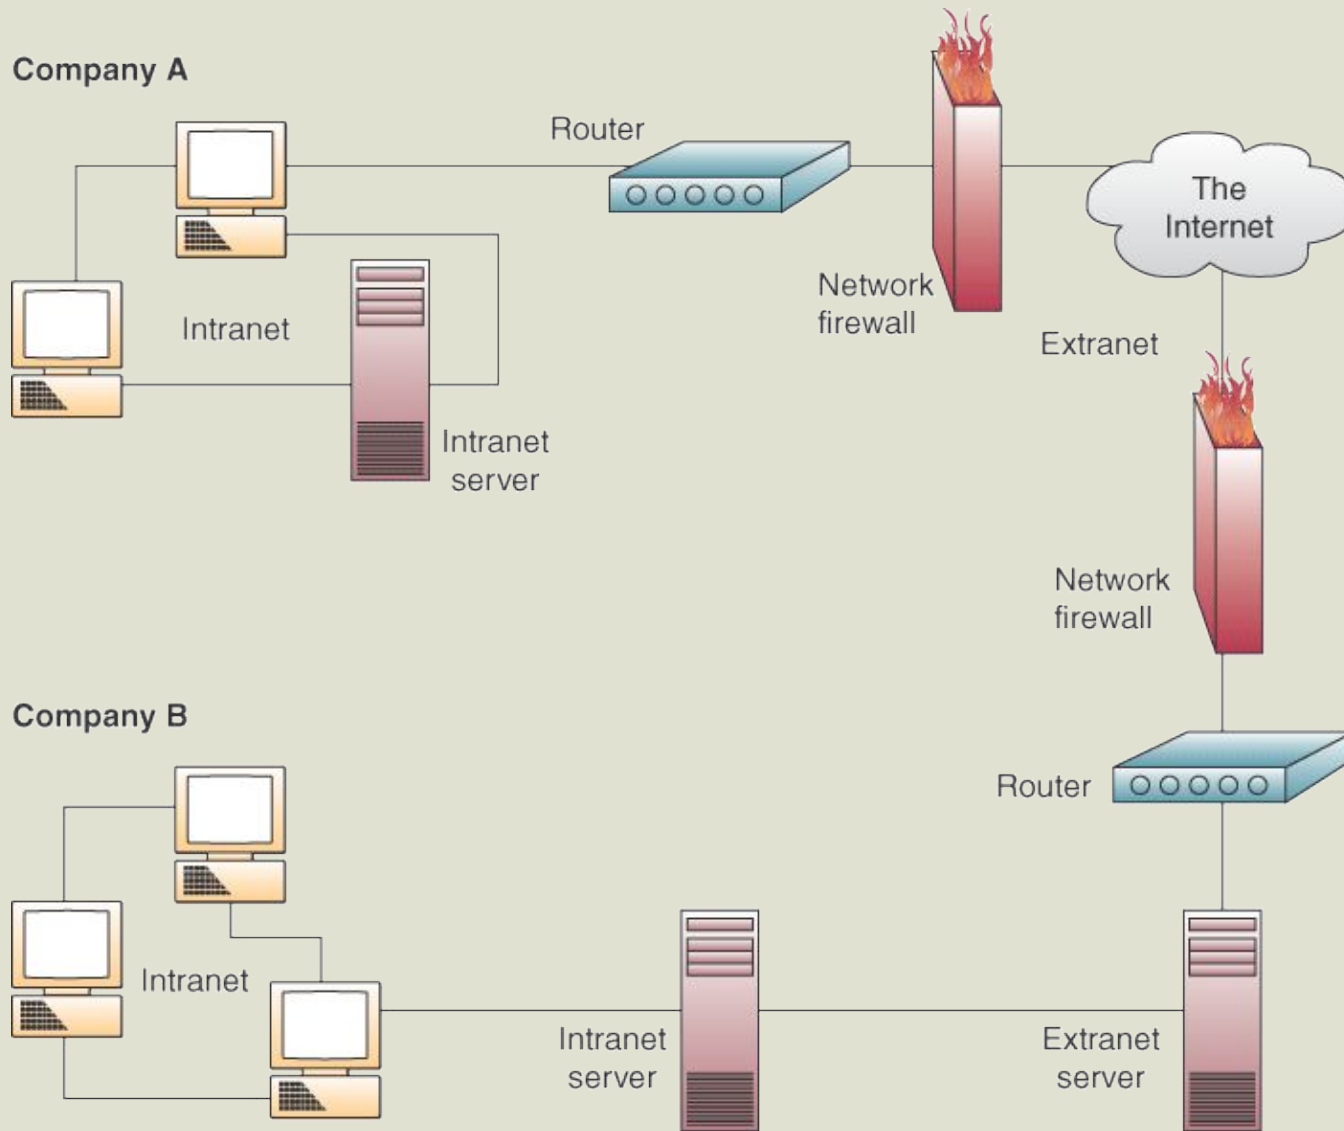 Company A
Router
The
Internet
Network
firewall
Intranet
Extranet
Intranet
server
Network
firewall
Company B
Router
Intranet
Intranet
server
Extranet
server